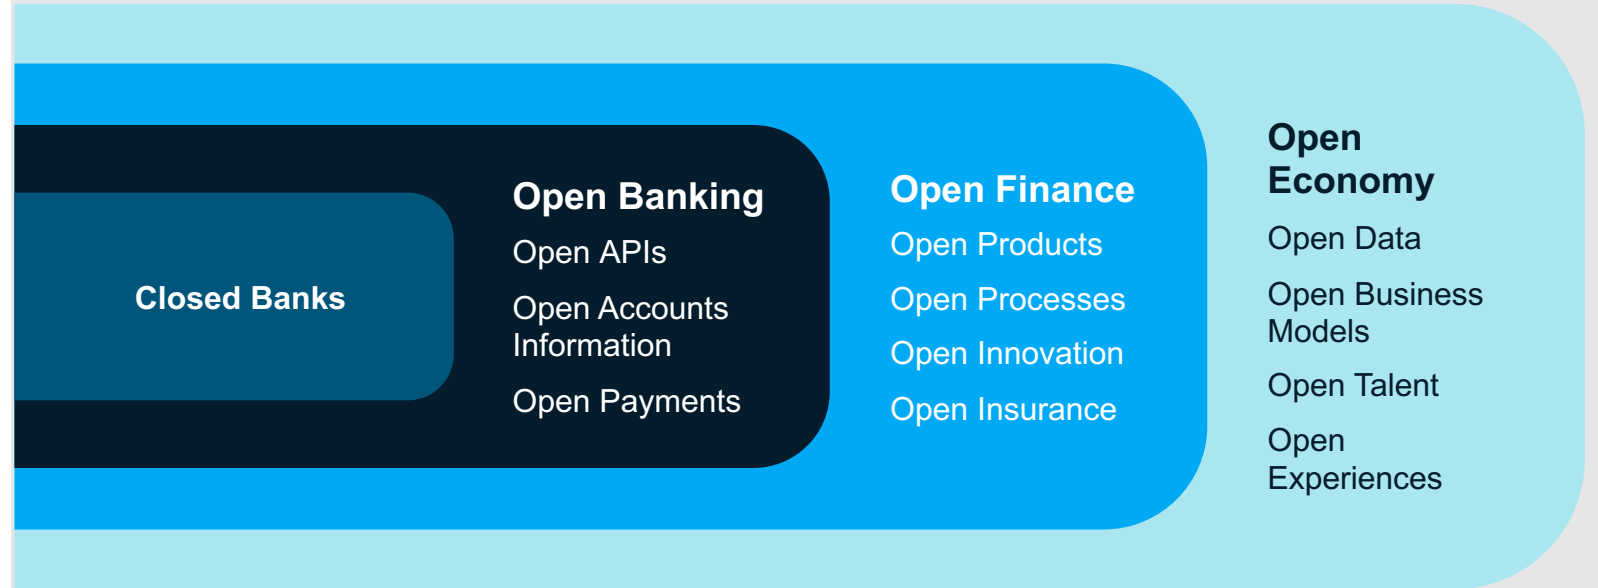 Closed Banks
Open Banking
Open APIs
Open Accounts
Information
Open Payments
Open Finance
Open Products
Open Processes
Open Innovation
Open Insurance
Open
Economy
Open Data
Open Business
Models
Open Talent
Open
Experiences